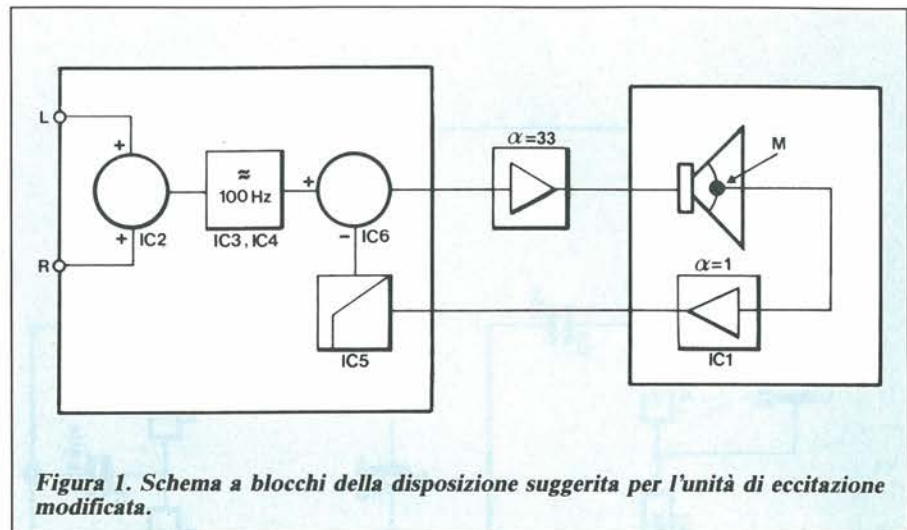 L
R
+
+
IC2
≈
100 Hz
IC3, IC4
+
−
IC6
IC5
α=33
M
α=1
IC1
Figura 1. Schema a blocchi della disposizione suggerita per l'unità di eccitazione
modificata.